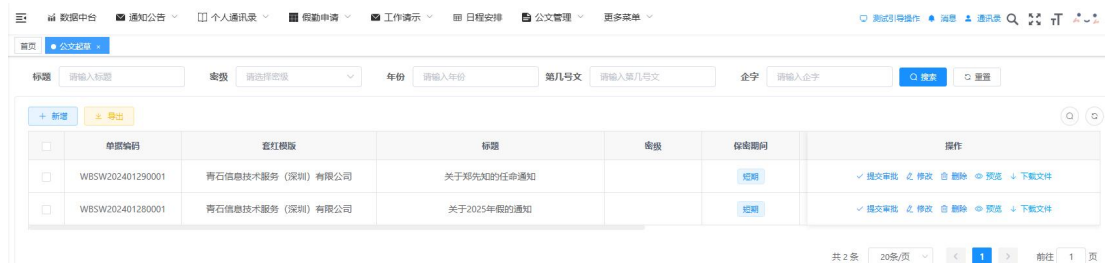 数据中台 通知公告 个人通讯录 假勤申请 工作请示 日程安排 公文管理 更多菜单 测试引导操作 消息 通讯录
首页 公文起草 ×
标题 请输入标题 密级 请选择密级 年份 请输入年份 第几号文 请输入第几号文 企字 请输入企字 搜索 重置
+ 新增 导出
单据编码 套红模版 标题 密级 保密期间 操作
WBSW202401290001 青石信息技术服务（深圳）有限公司 关于郑先知的任命通知 短期 提交审批 修改 删除 预览 下载文件
WBSW202401280001 青石信息技术服务（深圳）有限公司 关于2025年假的通知 短期 提交审批 修改 删除 预览 下载文件
共 2 条 20条/页 < 1 > 前往 1 页